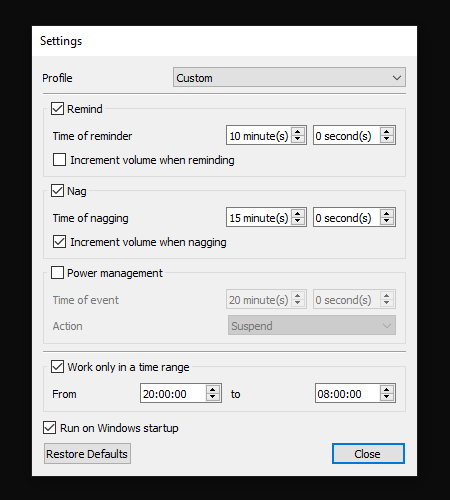 Settings
Profile Custom
Remind
Time of reminder 10 minute(s) 0 second(s)
Increment volume when reminding
Nag
Time of nagging 15 minute(s) 0 second(s)
Increment volume when nagging
Power management
Time of event 20 minute(s) 0 second(s)
Action Suspend
Work only in a time range
From 20:00:00 to 08:00:00
Run on Windows startup
Restore Defaults Close